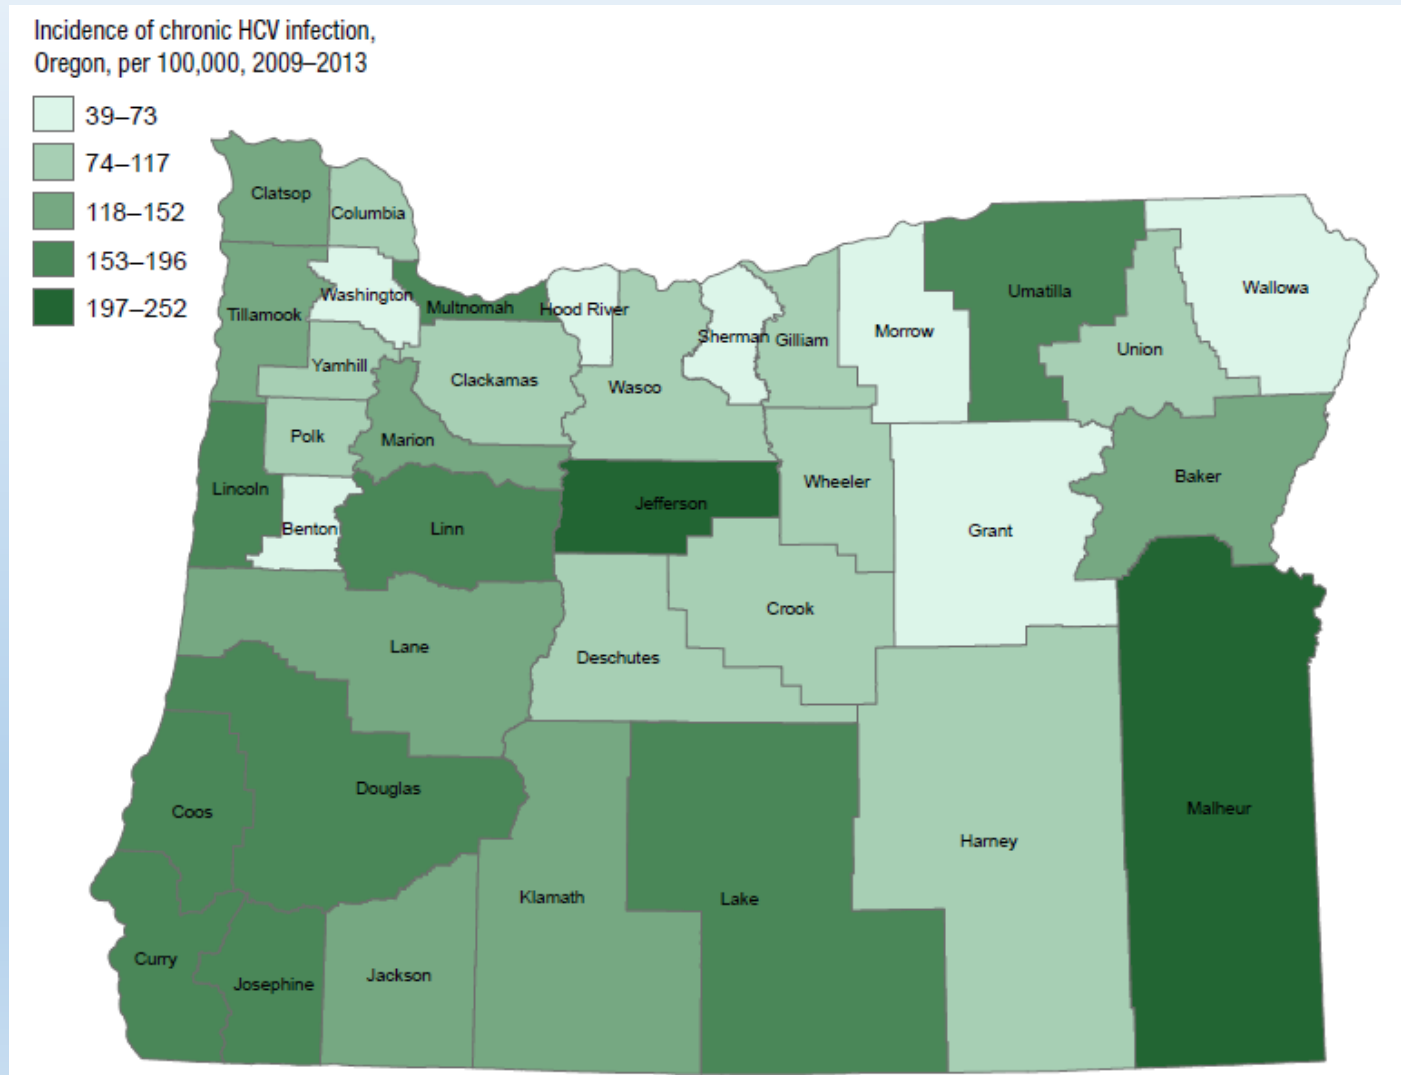 Incidence of chronic HCV infection,
Oregon, per 100,000, 2009–2013
39–73
74–117
118–152
153–196
197–252
Clatsop
Columbia
Washington
Tillamook
Multnomah
Hood River
Yamhill
Clackamas
Wasco
Sherman
Gilliam
Morrow
Umatilla
Union
Wallowa
Polk
Marion
Lincoln
Benton
Linn
Jefferson
Wheeler
Grant
Baker
Lane
Deschutes
Crook
Douglas
Coos
Klamath
Lake
Harney
Malheur
Curry
Josephine
Jackson